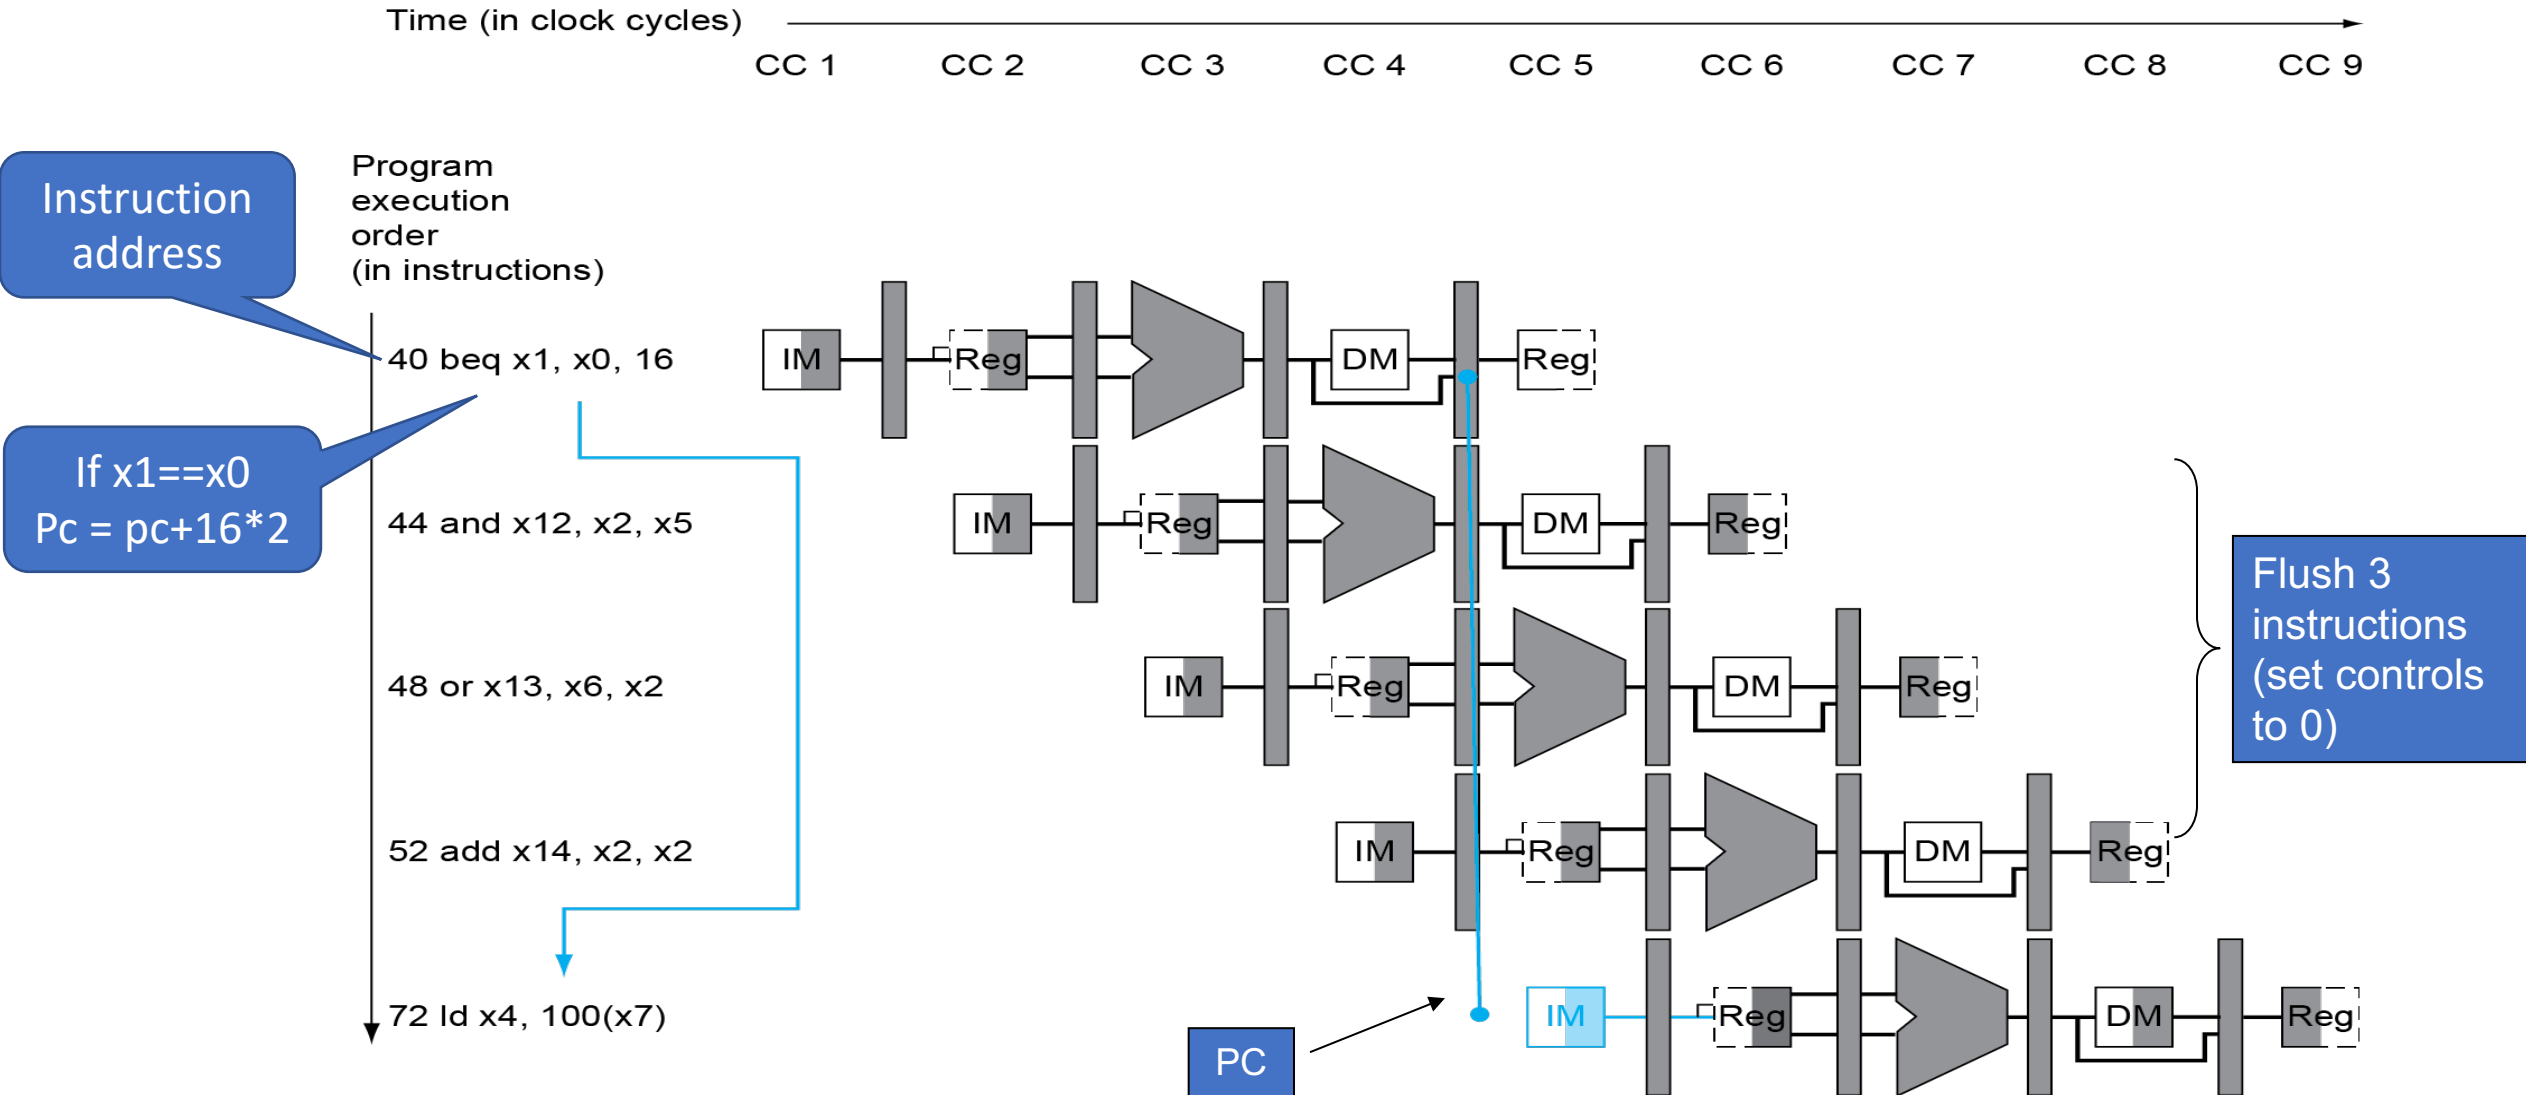 Time (in clock cycles)
CC 1 CC 2 CC 3 CC 4 CC 5 CC 6 CC 7 CC 8 CC 9
Instruction
address
Program
execution
order
(in instructions)
40 beq x1, x0, 16
IM Reg DM Reg
If x1==x0
Pc = pc+16*2
44 and x12, x2, x5
IM Reg DM Reg
Flush 3
instructions
(set controls
to 0)
48 or x13, x6, x2
IM Reg DM Reg
52 add x14, x2, x2
IM Reg DM Reg
72 ld x4, 100(x7)
IM Reg DM Reg
PC